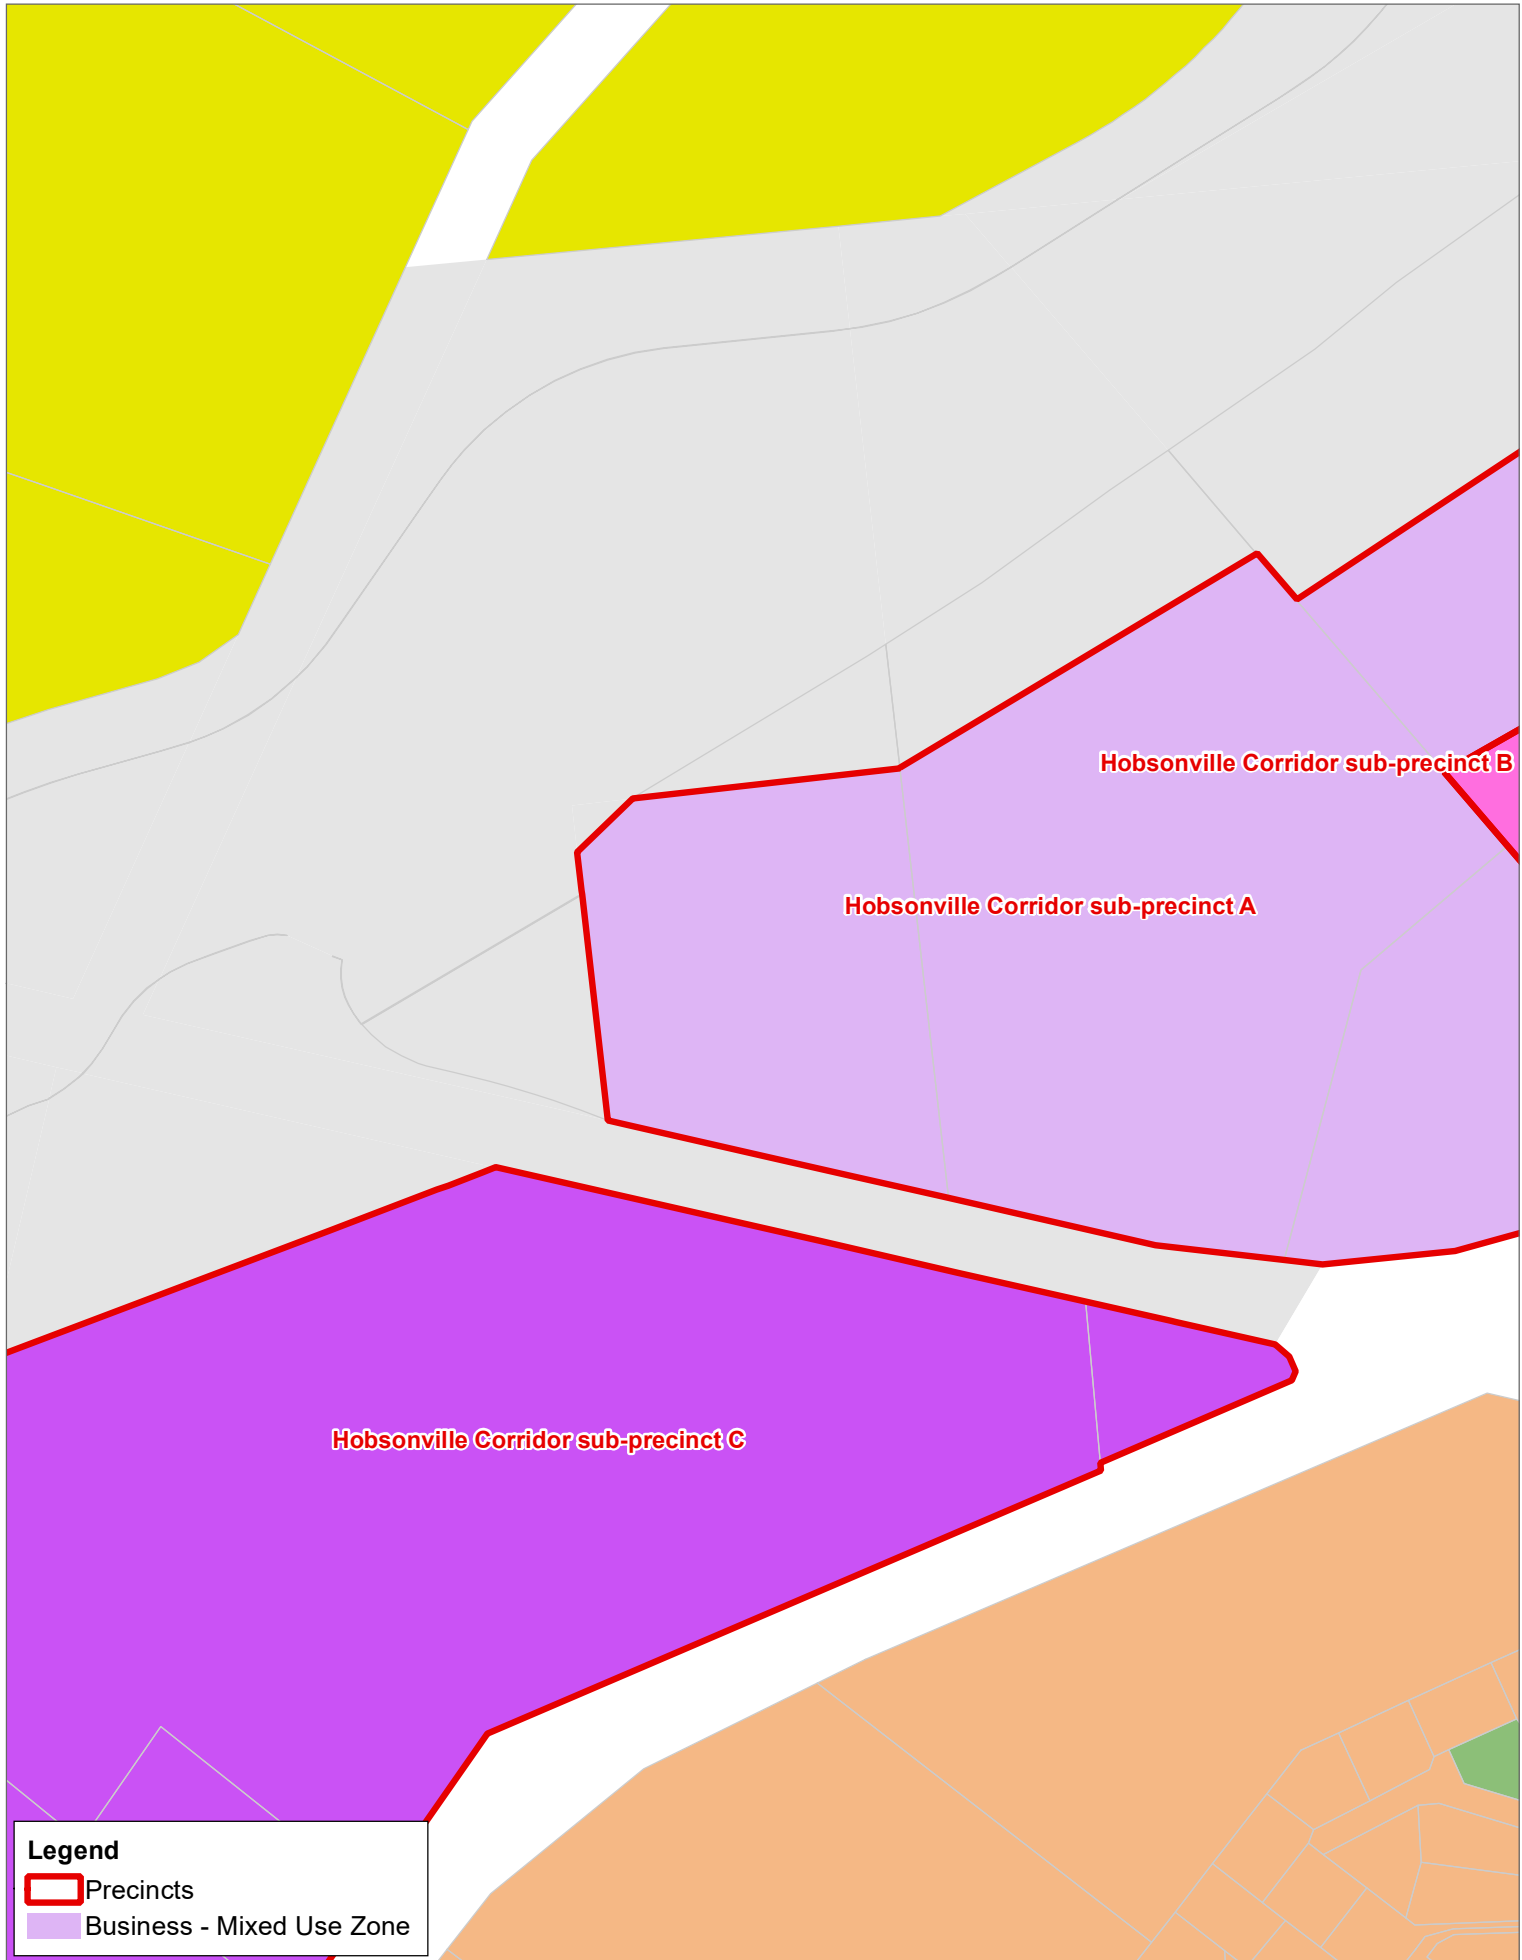 Hobsonville Corridor sub-precinct B
Hobsonville Corridor sub-precinct A
Hobsonville Corridor sub-precinct C
Legend
Precincts
Business - Mixed Use Zone